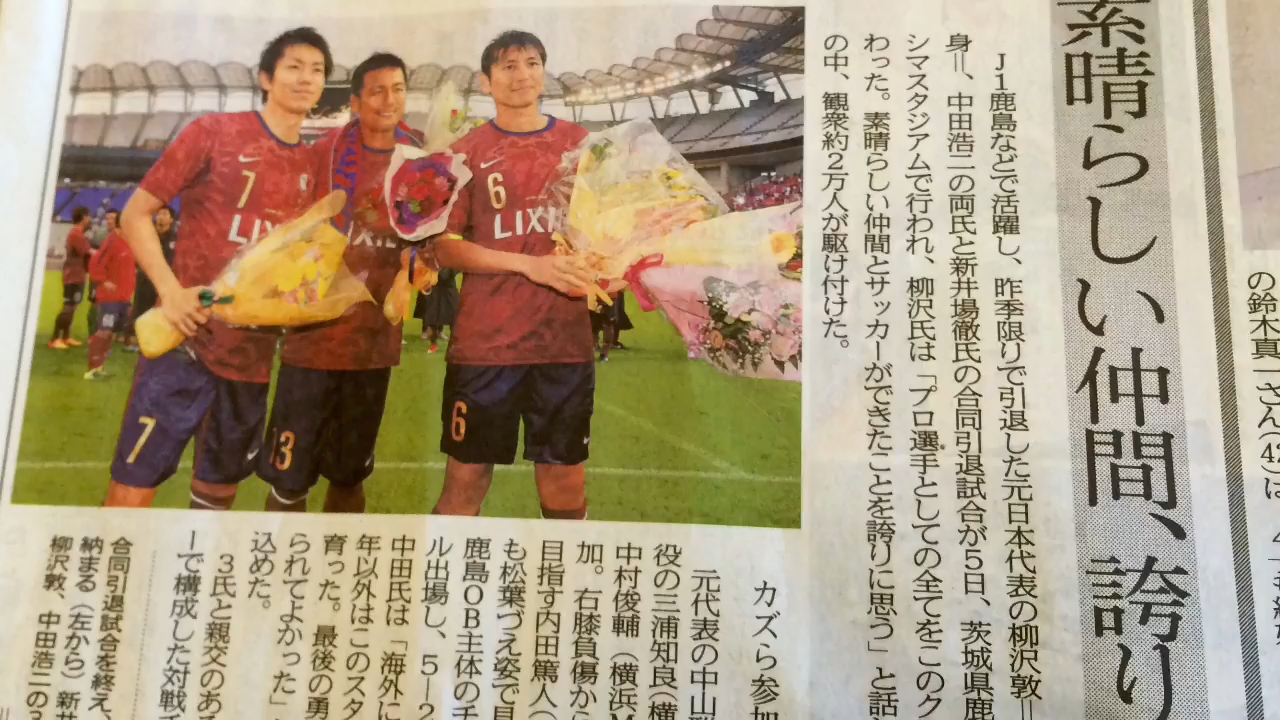 素晴らしい仲間、誇り
J1鹿島などで活躍し、昨季限りで引退した元日本代表の柳沢敦=
身=、中田浩二の両氏と新井場徹氏の合同引退試合が5日、茨城県鹿
シマスタジアムで行われ、柳沢氏は「プロ選手としての全てをこのク
わった。素晴らしい仲間とサッカーができたことを誇りに思う」と話
の中、観衆約2万人が駆け付けた。
カズら参加
元代表の中山
役の三浦知良(横
中村俊輔(横浜M
加。右膝負傷から
目指す内田篤人(
も松葉づえ姿で見
鹿島OB主体のチ
ル出場し、5-2
中田氏は「海外に
年以外はこのスタ
育った。最後の勇
られてよかった」
込めた。
3氏と親交のある
ーで構成した対戦チ
合同引退試合を終え、
納まる(左から)新井
柳沢敦、中田浩二の3
の鈴木真一さん(42)は
7
LIXIL
6
LIXIL
7
13
6